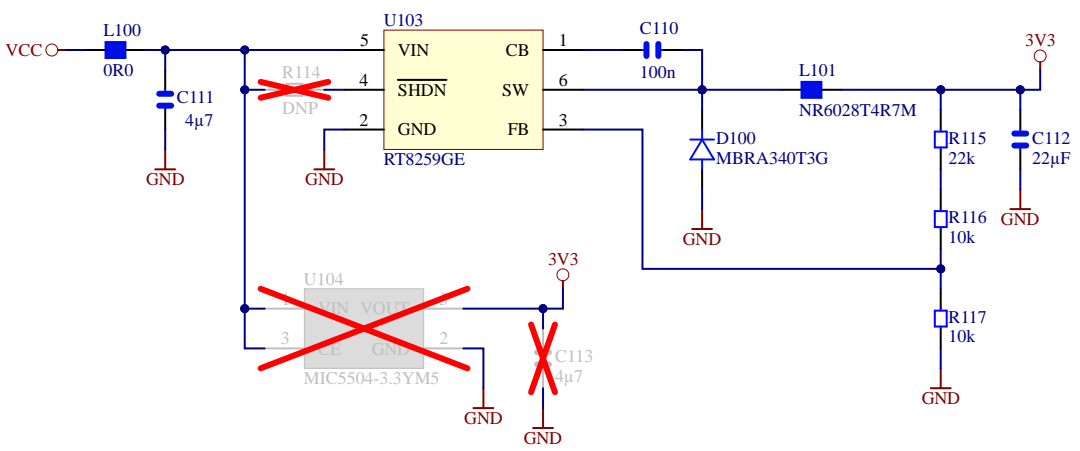 U103
C110
L100
3V3
VCC
5
VIN
CB
1
L101
0R0
R114
100n
C111
4
SHDN
SW
6
4µ7
DNP
NR6028T4R7M
2
GND
FB
3
D100
R115
C112
RT8259GE
MBRA340T3G
22k
22µF
GND
GND
R116
GND
GND
10k
3V3
U104
1
VIN
VOUT
5
R117
3
CE
GND
2
10k
C113
MIC5504-3.3YM5
4µ7
GND
GND
GND